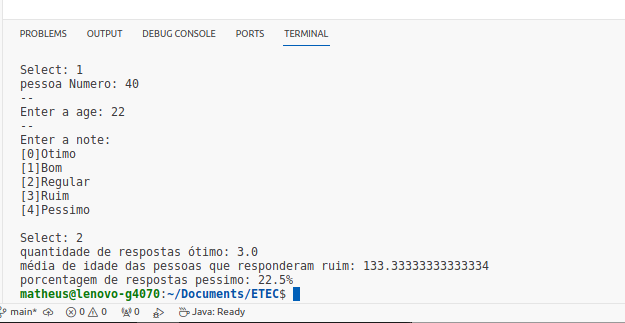 PROBLEMS OUTPUT DEBUG CONSOLE PORTS TERMINAL
Select: 1
pessoa Numero: 40
--
Enter a age: 22
--
Enter a note:
[0]Otimo
[1]Bom
[2]Regular
[3]Ruim
[4]Pessimo
Select: 2
quantidade de respostas ótimo: 3.0
média de idade das pessoas que responderam ruim: 133.33333333333334
porcentagem de respostas pessimo: 22.5%
matheus@lenovo-g4070:~/Documents/ETEC$
main* 0 0 0 Java: Ready